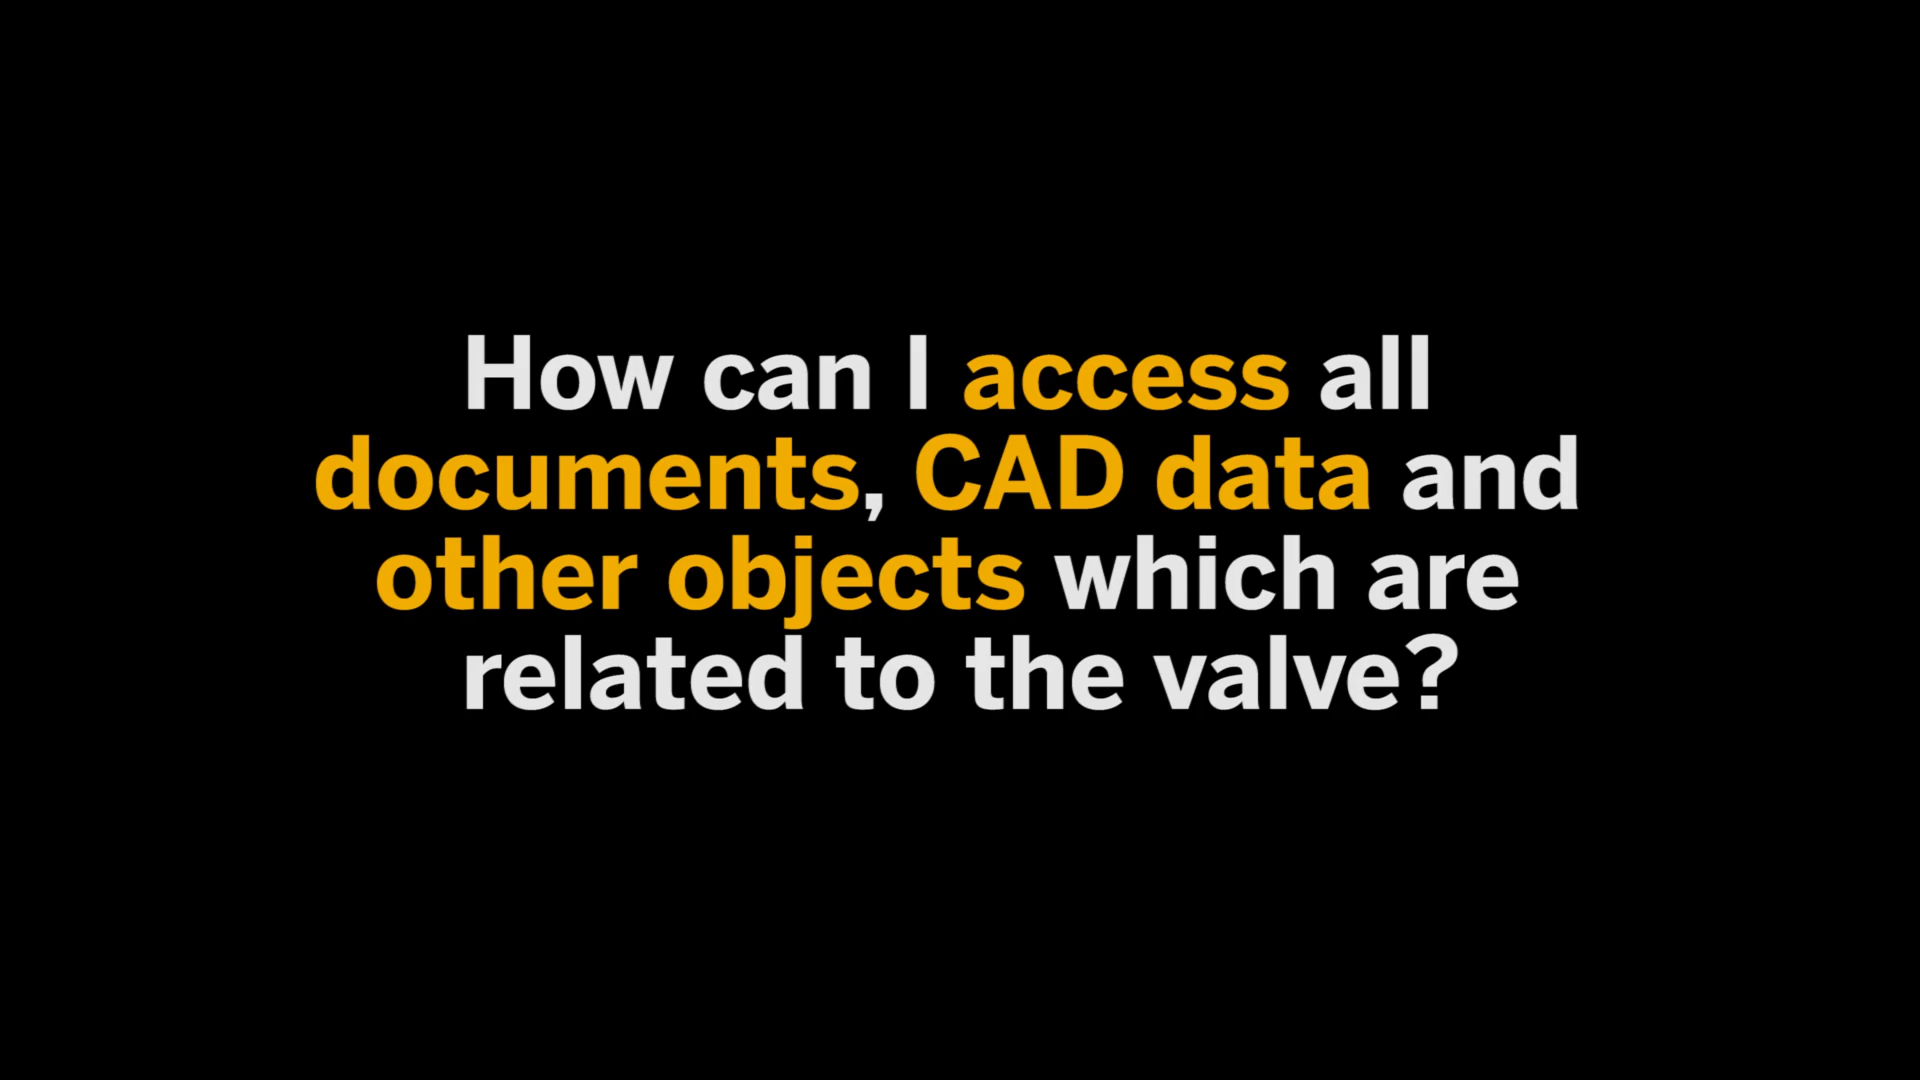 How can I access all
documents, CAD data and
other objects which are
related to the valve?